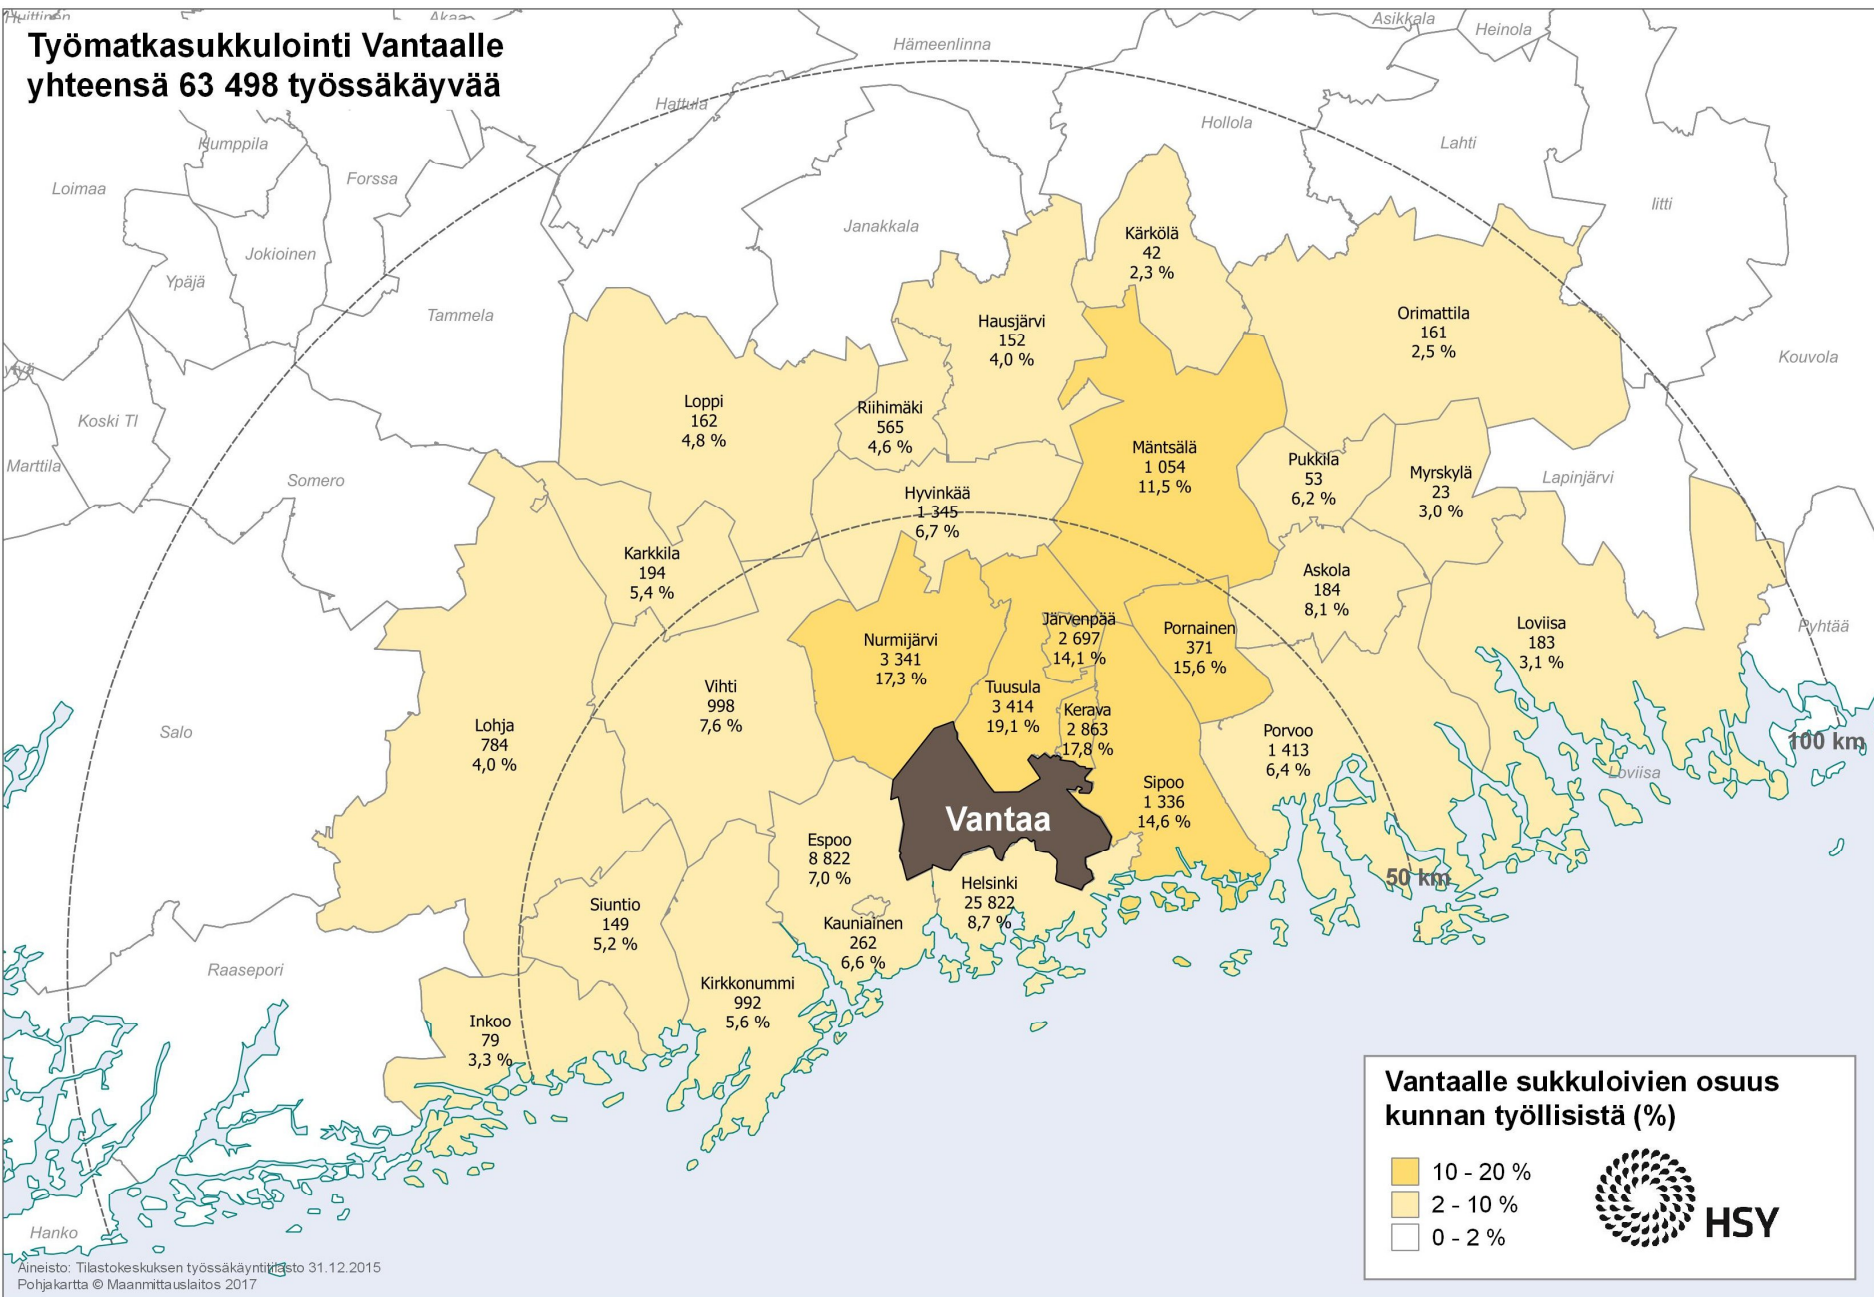 Työmatkasukkulointi Vantaalle
yhteensä 63 498 työssäkäyvää
Huittinen
Akaa
Hämeenlinna
Asikkala
Heinola
Hattula
Hollola
Lahti
Humppila
Forssa
Loimaa
Iitti
Janakkala
Jokioinen
Ypäjä
Tammela
Kouvola
Koski Tl
Marttila
Somero
Lapinjärvi
Pyhtää
Salo
Raasepori
Hanko
Loviisa
Kärkölä
42
2,3 %
Hausjärvi
152
4,0 %
Orimattila
161
2,5 %
Loppi
162
4,8 %
Riihimäki
565
4,6 %
Mäntsälä
1 054
11,5 %
Pukkila
53
6,2 %
Myrskylä
23
3,0 %
Hyvinkää
1 345
6,7 %
Karkkila
194
5,4 %
Askola
184
8,1 %
Loviisa
183
3,1 %
Nurmijärvi
3 341
17,3 %
Järvenpää
2 697
14,1 %
Pornainen
371
15,6 %
Vihti
998
7,6 %
Tuusula
3 414
19,1 %
Kerava
2 863
17,8 %
Lohja
784
4,0 %
Porvoo
1 413
6,4 %
Sipoo
1 336
14,6 %
Vantaa
Espoo
8 822
7,0 %
Helsinki
25 822
8,7 %
Siuntio
149
5,2 %
Kauniainen
262
6,6 %
Kirkkonummi
992
5,6 %
Inkoo
79
3,3 %
100 km
50 km
Vantaalle sukkuloivien osuus
kunnan työllisistä (%)
10 - 20 %
2 - 10 %
0 - 2 %
HSY
Aineisto: Tilastokeskuksen työssäkäyntitilasto 31.12.2015
Pohjakartta © Maanmittauslaitos 2017